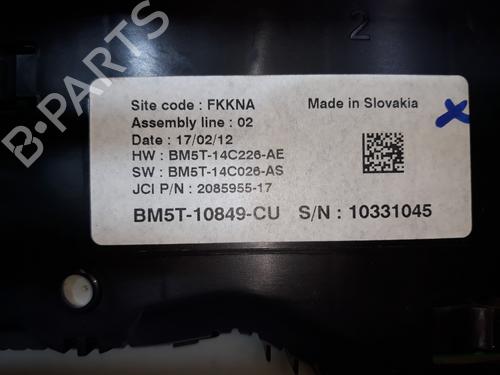 2
Site code : FKKNA Made in Slovakia
Assembly line : 02
Date : 17/02/12
HW : BM5T-14C226-AE
SW : BM5T-14C026-AS
JCI P/N : 2085955-17
BM5T-10849-CU S/N : 10331045
B-PARTS